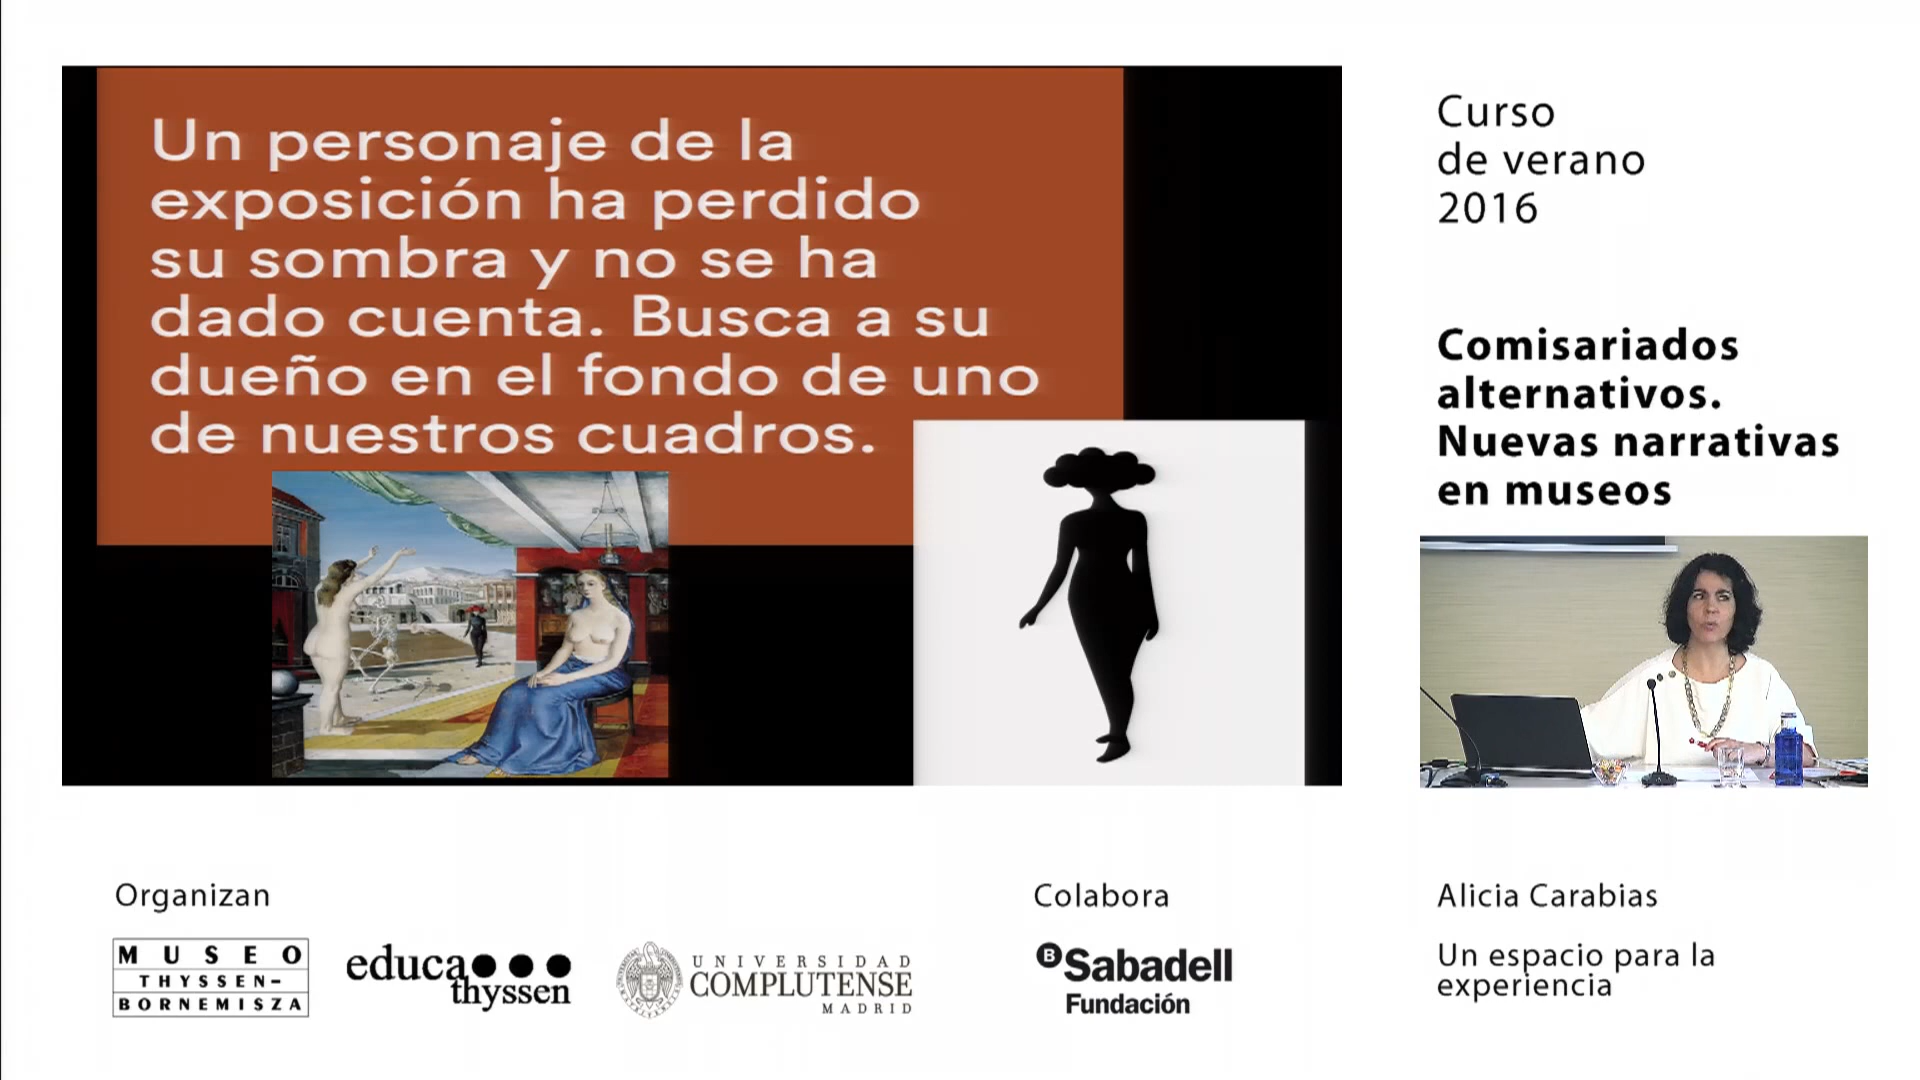 Un personaje de la
exposición ha perdido
su sombra y no se ha
dado cuenta. Busca a su
dueño en el fondo de uno
de nuestros cuadros.
Curso
de verano
2016
Comisariados
alternativos.
Nuevas narrativas
en museos
Organizan
MUSEO
THYSSEN-
BORNEMISZA
educa
thyssen
UNIVERSIDAD
COMPLUTENSE
MADRID
Colabora
B Sabadell
Fundación
Alicia Carabias
Un espacio para la
experiencia